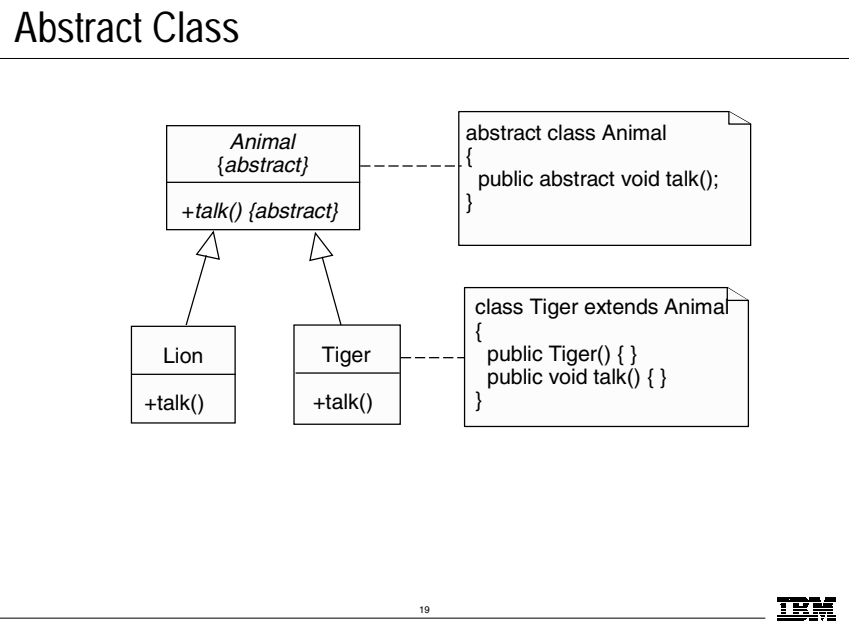 Abstract Class
Animal
{abstract}
+talk() {abstract}
abstract class Animal
{
public abstract void talk();
}
Lion
+talk()
Tiger
+talk()
class Tiger extends Animal
{
public Tiger() { }
public void talk() { }
}
19
IBM